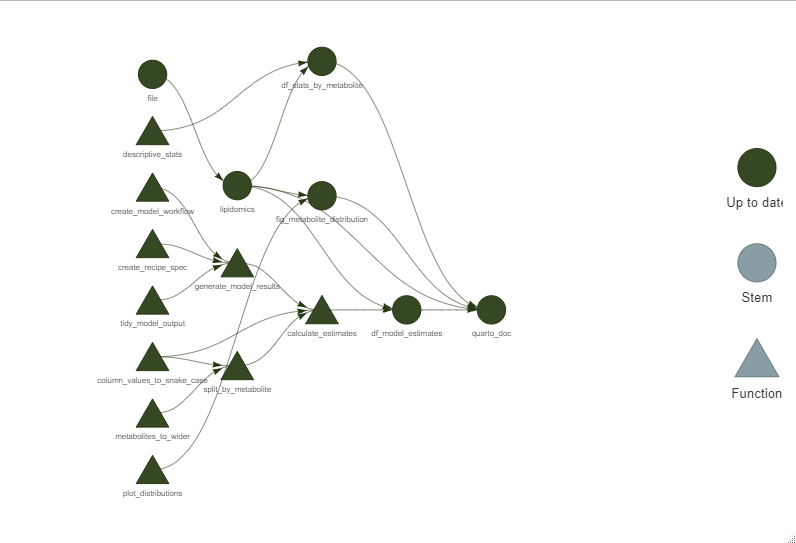 file
descriptive_stats
create_model_workflow
create_recipe_spec
tidy_model_output
column_values_to_snake_case
metabolites_to_wider
plot_distributions
lipidomics
generate_model_results
split_by_metabolite
df_stats_by_metabolite
fig_metabolite_distribution
calculate_estimates
df_model_estimates
quarto_doc
Up to date
Stem
Function